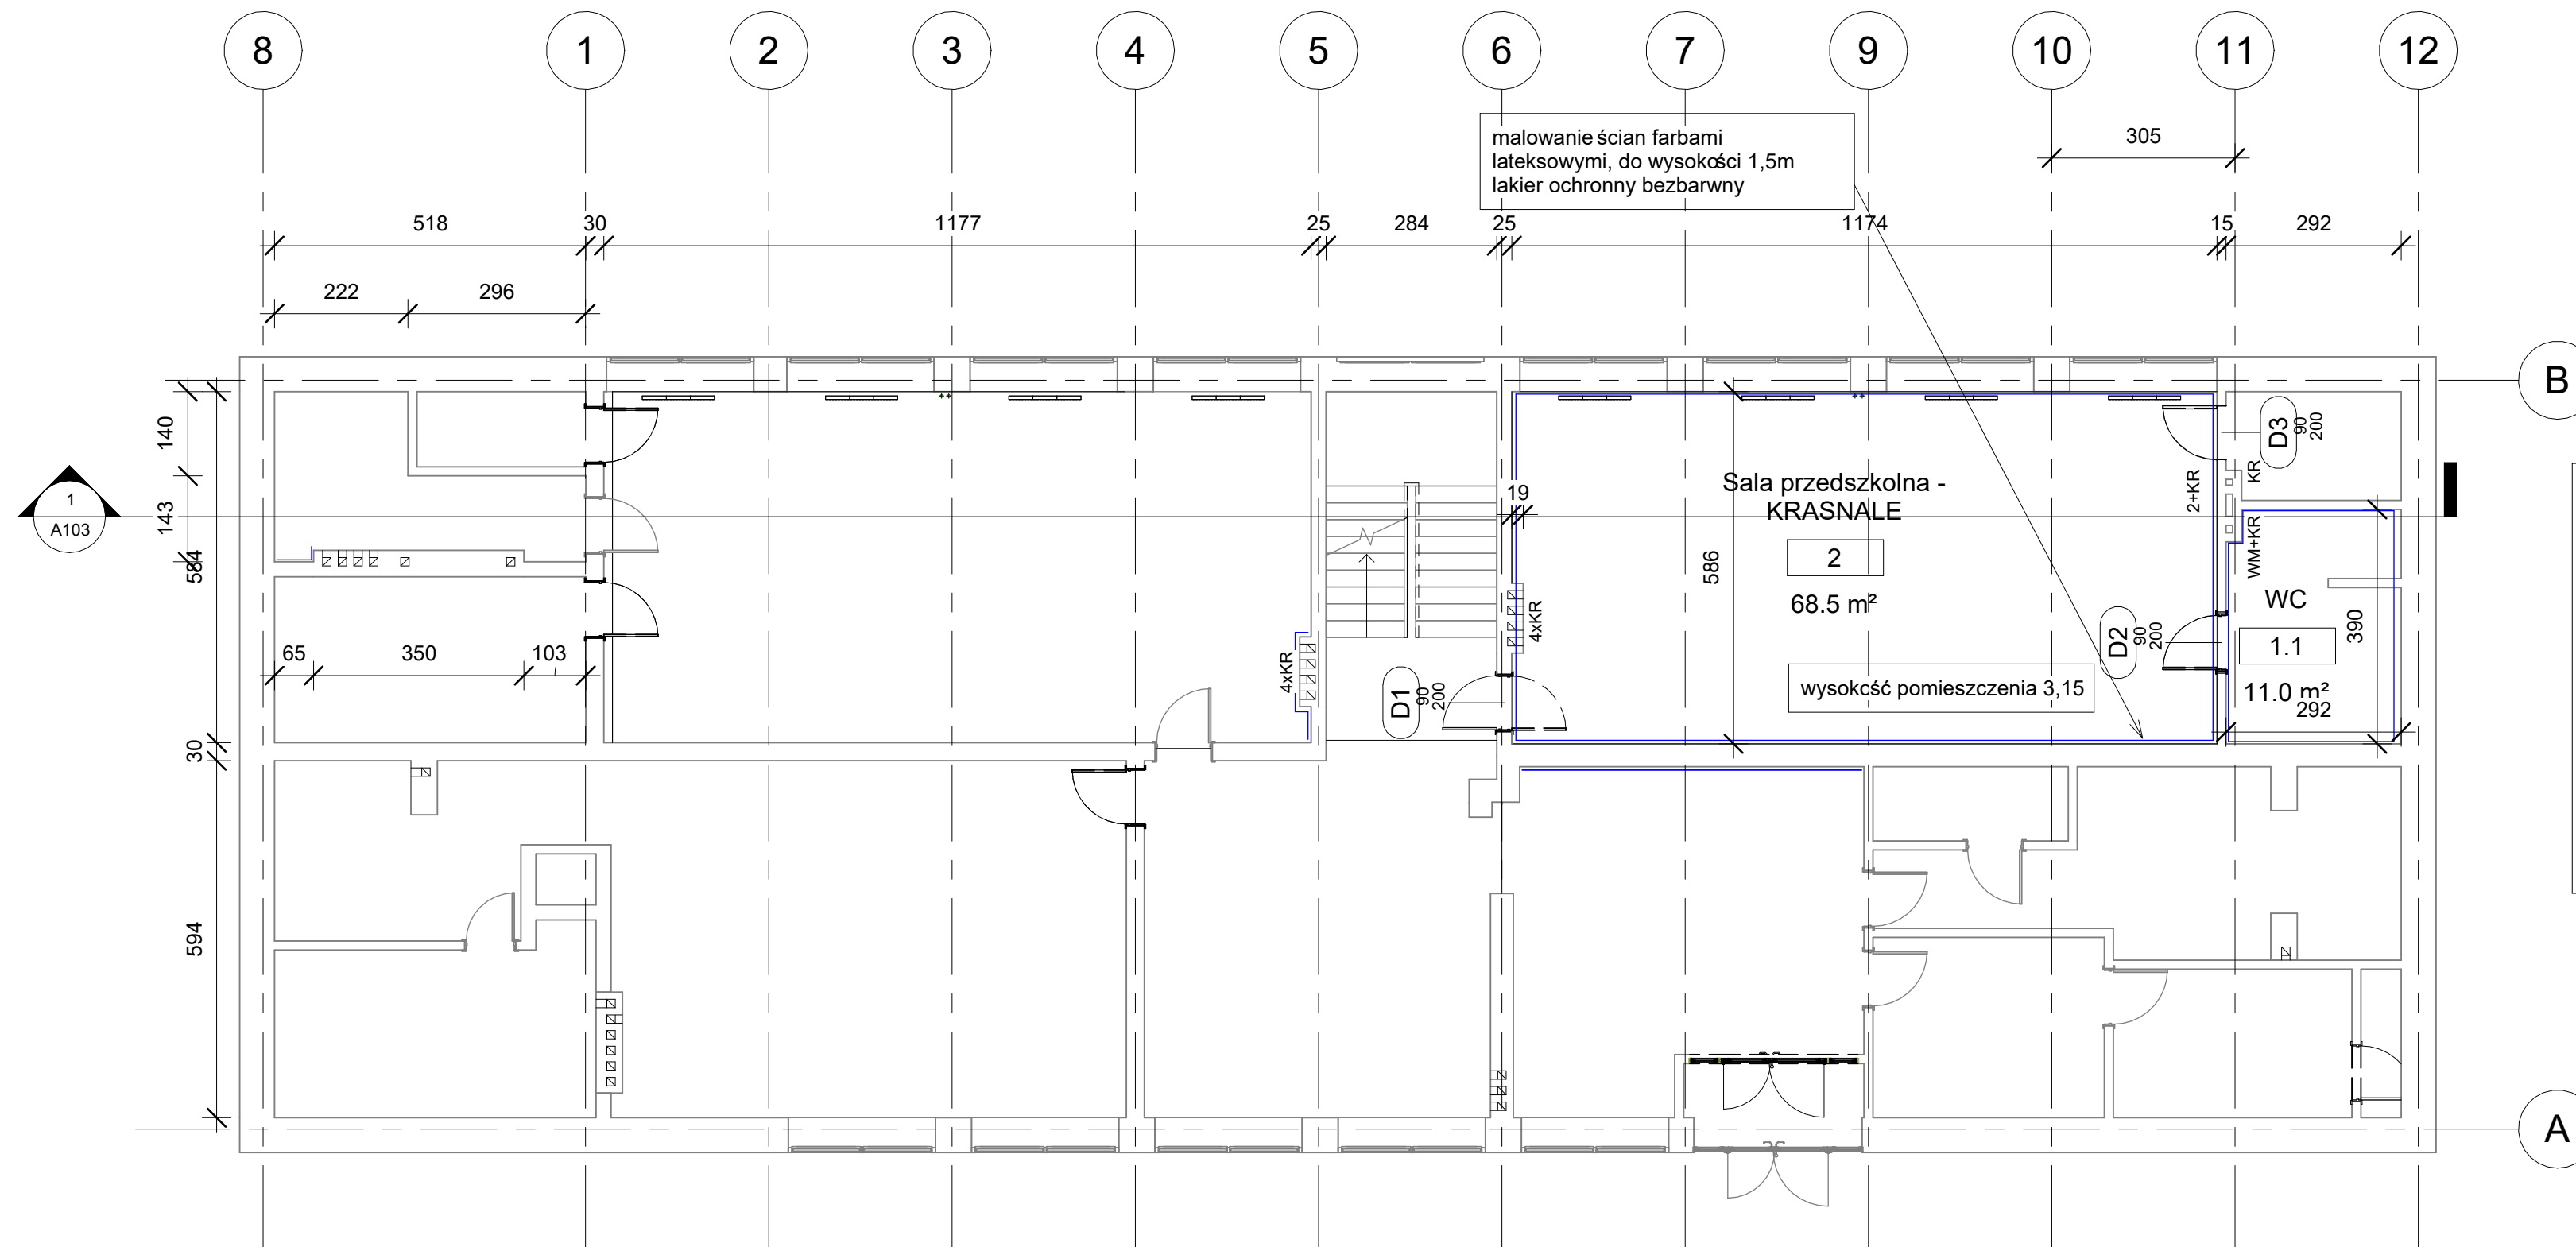 8 1 2 3 4 5 6 7 9 10 11 12
malowanie ścian farbami
lateksowymi, do wysokości 1,5m
lakier ochronny bezbarwny
305
518 30 1177 25 284 25 1174 15 292
222 296
B
140
143
584
30
594
1
A103
65 350 103
4xKR
D1
90
200
19
4xKR
Sala przedszkolna -
KRASNALE
2
68.5 m²
586
wysokość pomieszczenia 3,15
2+KR
KR
D3
90
200
WM+KR
D2
90
200
WC
1.1
11.0 m²
292
390
A